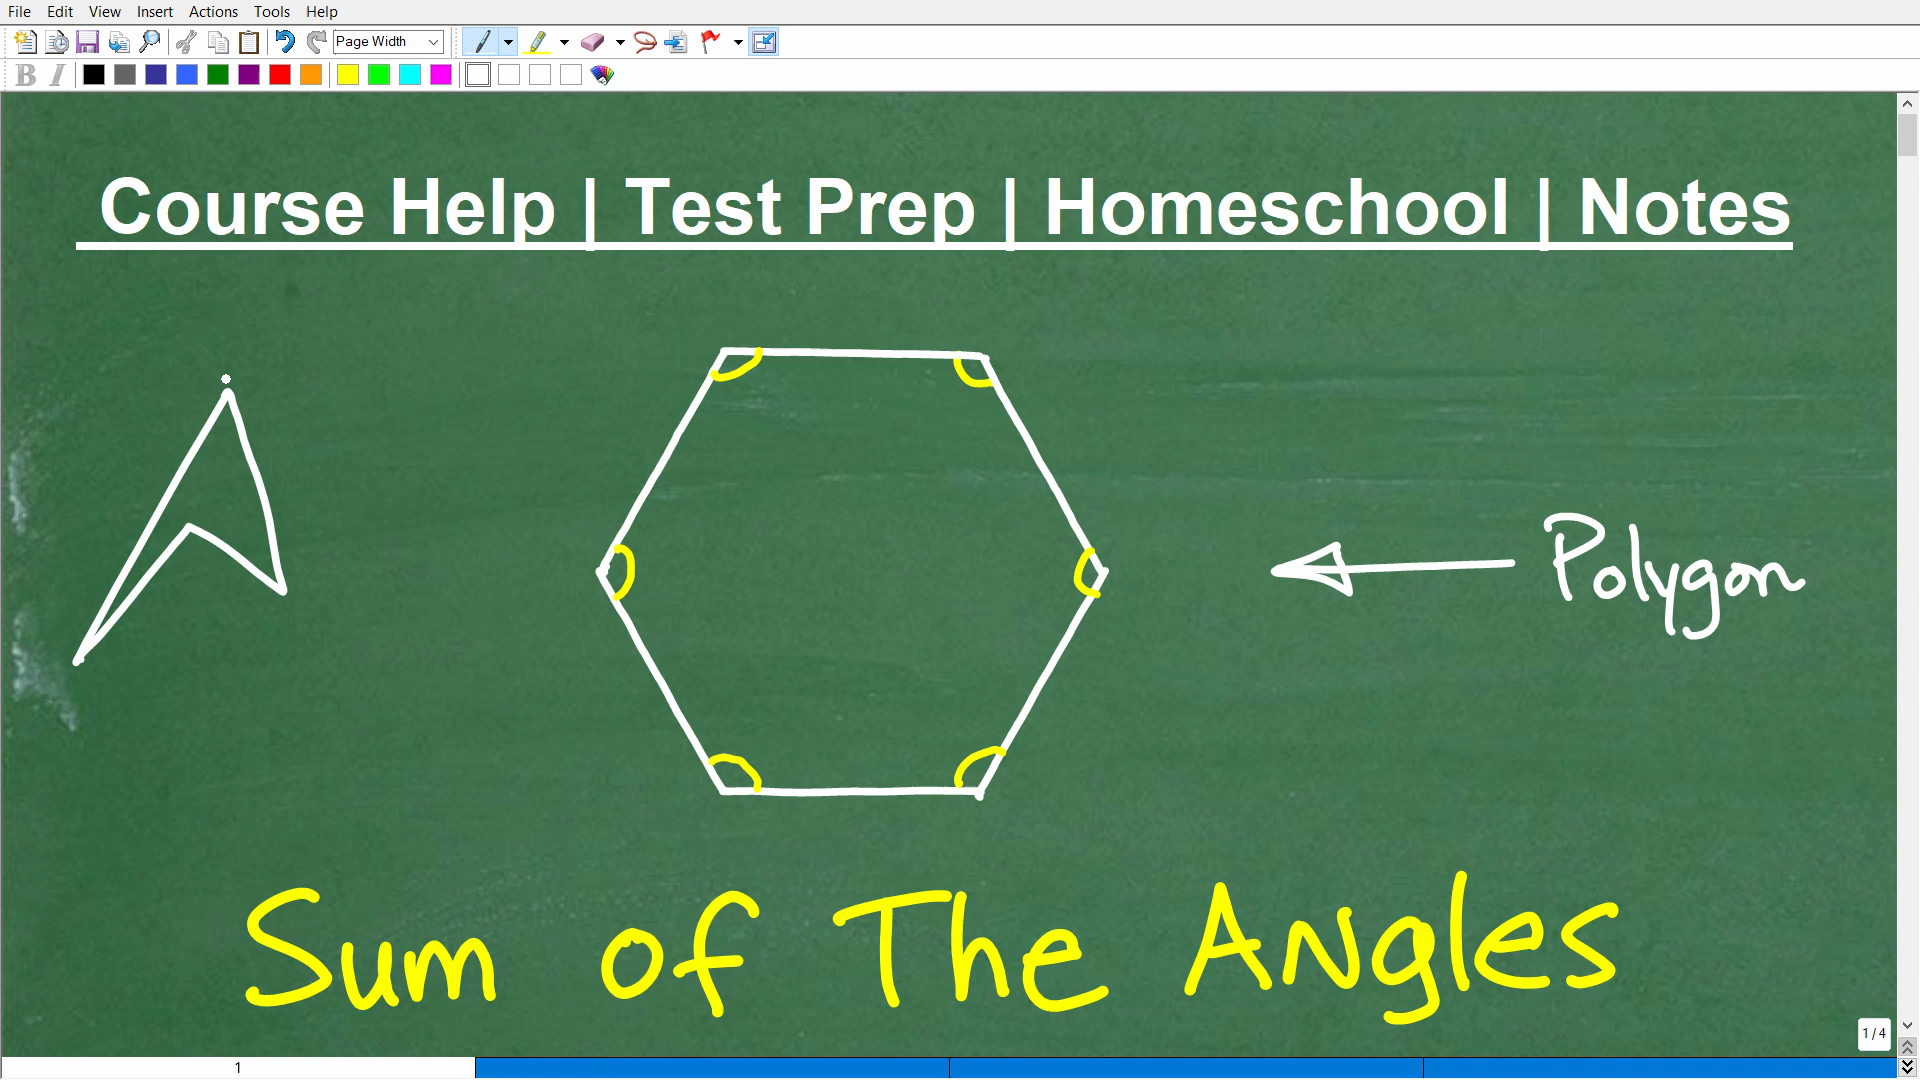 File Edit View Insert Actions Tools Help
Page Width
B I
Course Help | Test Prep | Homeschool | Notes
Polygon
Sum of The Angles
1 / 4
1